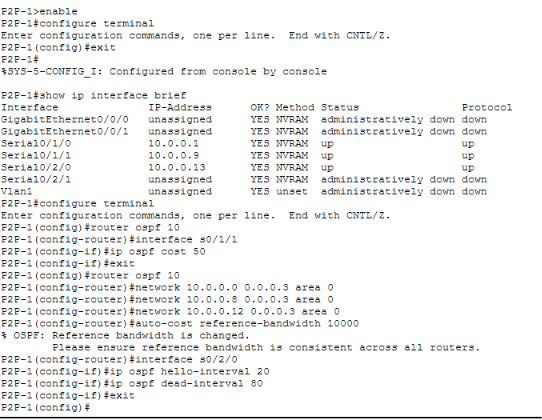 P2P-1>enable
P2P-1#configure terminal
Enter configuration commands, one per line.  End with CNTL/Z.
P2P-1(config)#exit
P2P-1#
%SYS-5-CONFIG_I: Configured from console by console

P2P-1#show ip interface brief
Interface              IP-Address      OK? Method Status                Protocol
GigabitEthernet0/0/0   unassigned      YES NVRAM  administratively down down
GigabitEthernet0/0/1   unassigned      YES NVRAM  administratively down down
Serial0/1/0            10.0.0.1        YES NVRAM  up                    up
Serial0/1/1            10.0.0.9        YES NVRAM  up                    up
Serial0/2/0            10.0.0.13       YES NVRAM  up                    up
Serial0/2/1            unassigned      YES NVRAM  administratively down down
Vlan1                  unassigned      YES unset  administratively down down
P2P-1#configure terminal
Enter configuration commands, one per line.  End with CNTL/Z.
P2P-1(config)#router ospf 10
P2P-1(config-router)#interface s0/1/1
P2P-1(config-if)#ip ospf cost 50
P2P-1(config-if)#exit
P2P-1(config)#router ospf 10
P2P-1(config-router)#network 10.0.0.0 0.0.0.3 area 0
P2P-1(config-router)#network 10.0.0.8 0.0.0.3 area 0
P2P-1(config-router)#network 10.0.0.12 0.0.0.3 area 0
P2P-1(config-router)#auto-cost reference-bandwidth 10000
% OSPF: Reference bandwidth is changed.
        Please ensure reference bandwidth is consistent across all routers.
P2P-1(config-router)#interface s0/2/0
P2P-1(config-if)#ip ospf hello-interval 20
P2P-1(config-if)#ip ospf dead-interval 80
P2P-1(config-if)#exit
P2P-1(config)#